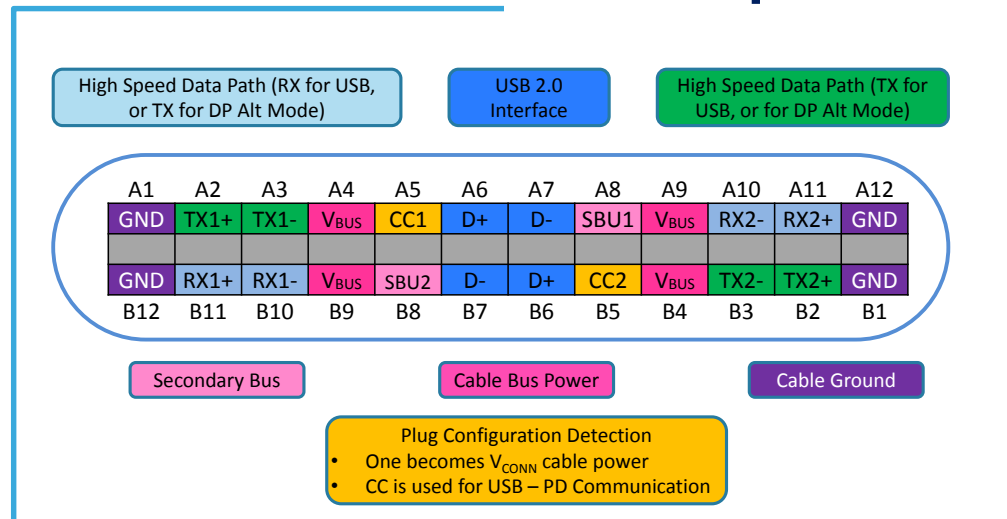 High Speed Data Path (RX for USB,
or TX for DP Alt Mode)
USB 2.0
Interface
High Speed Data Path (TX for
USB, or for DP Alt Mode)
A1 A2 A3 A4 A5 A6 A7 A8 A9 A10 A11 A12
GND TX1+ TX1- VBUS CC1 D+ D- SBU1 VBUS RX2- RX2+ GND
GND RX1+ RX1- VBUS SBU2 D- D+ CC2 VBUS TX2- TX2+ GND
B12 B11 B10 B9 B8 B7 B6 B5 B4 B3 B2 B1
Secondary Bus
Cable Bus Power
Cable Ground
Plug Configuration Detection
• One becomes VCONN cable power
• CC is used for USB – PD Communication